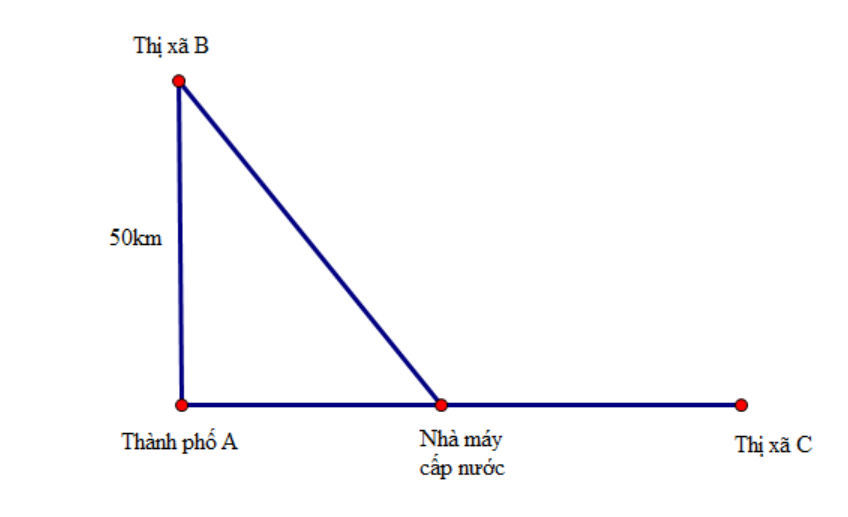 Thị xã B
50km
Thành phố A
Nhà máy
cấp nước
Thị xã C